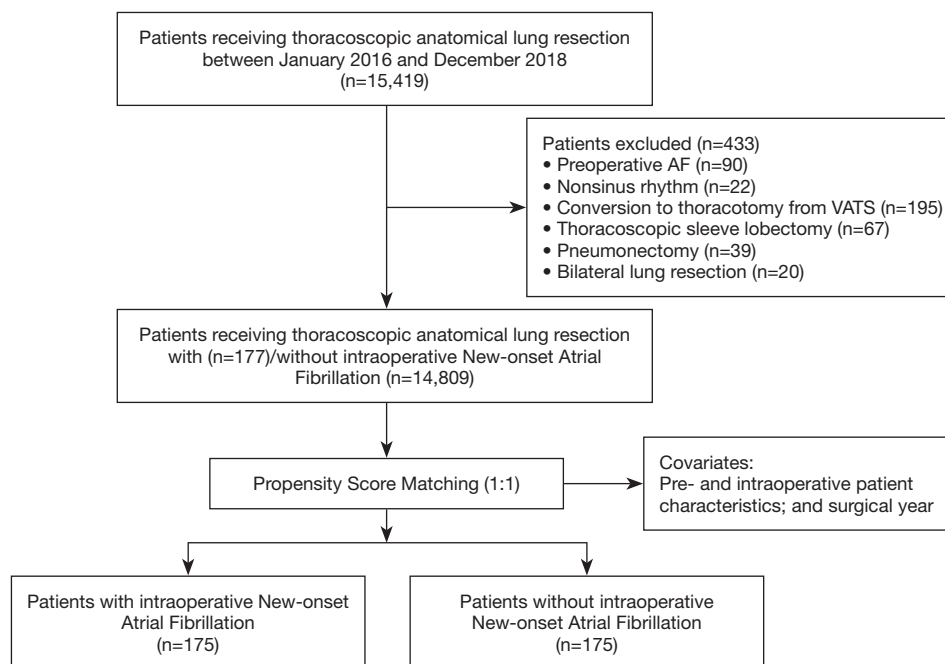 Patients receiving thoracoscopic anatomical lung resection
between January 2016 and December 2018
(n=15,419)
Patients excluded (n=433)
• Preoperative AF (n=90)
• Nonsinus rhythm (n=22)
• Conversion to thoracotomy from VATS (n=195)
• Thoracoscopic sleeve lobectomy (n=67)
• Pneumonectomy (n=39)
• Bilateral lung resection (n=20)
Patients receiving thoracoscopic anatomical lung resection
with (n=177)/without intraoperative New-onset Atrial
Fibrillation (n=14,809)
Propensity Score Matching (1:1)
Covariates:
Pre- and intraoperative patient
characteristics; and surgical year
Patients with intraoperative New-onset
Atrial Fibrillation
(n=175)
Patients without intraoperative
New-onset Atrial Fibrillation
(n=175)